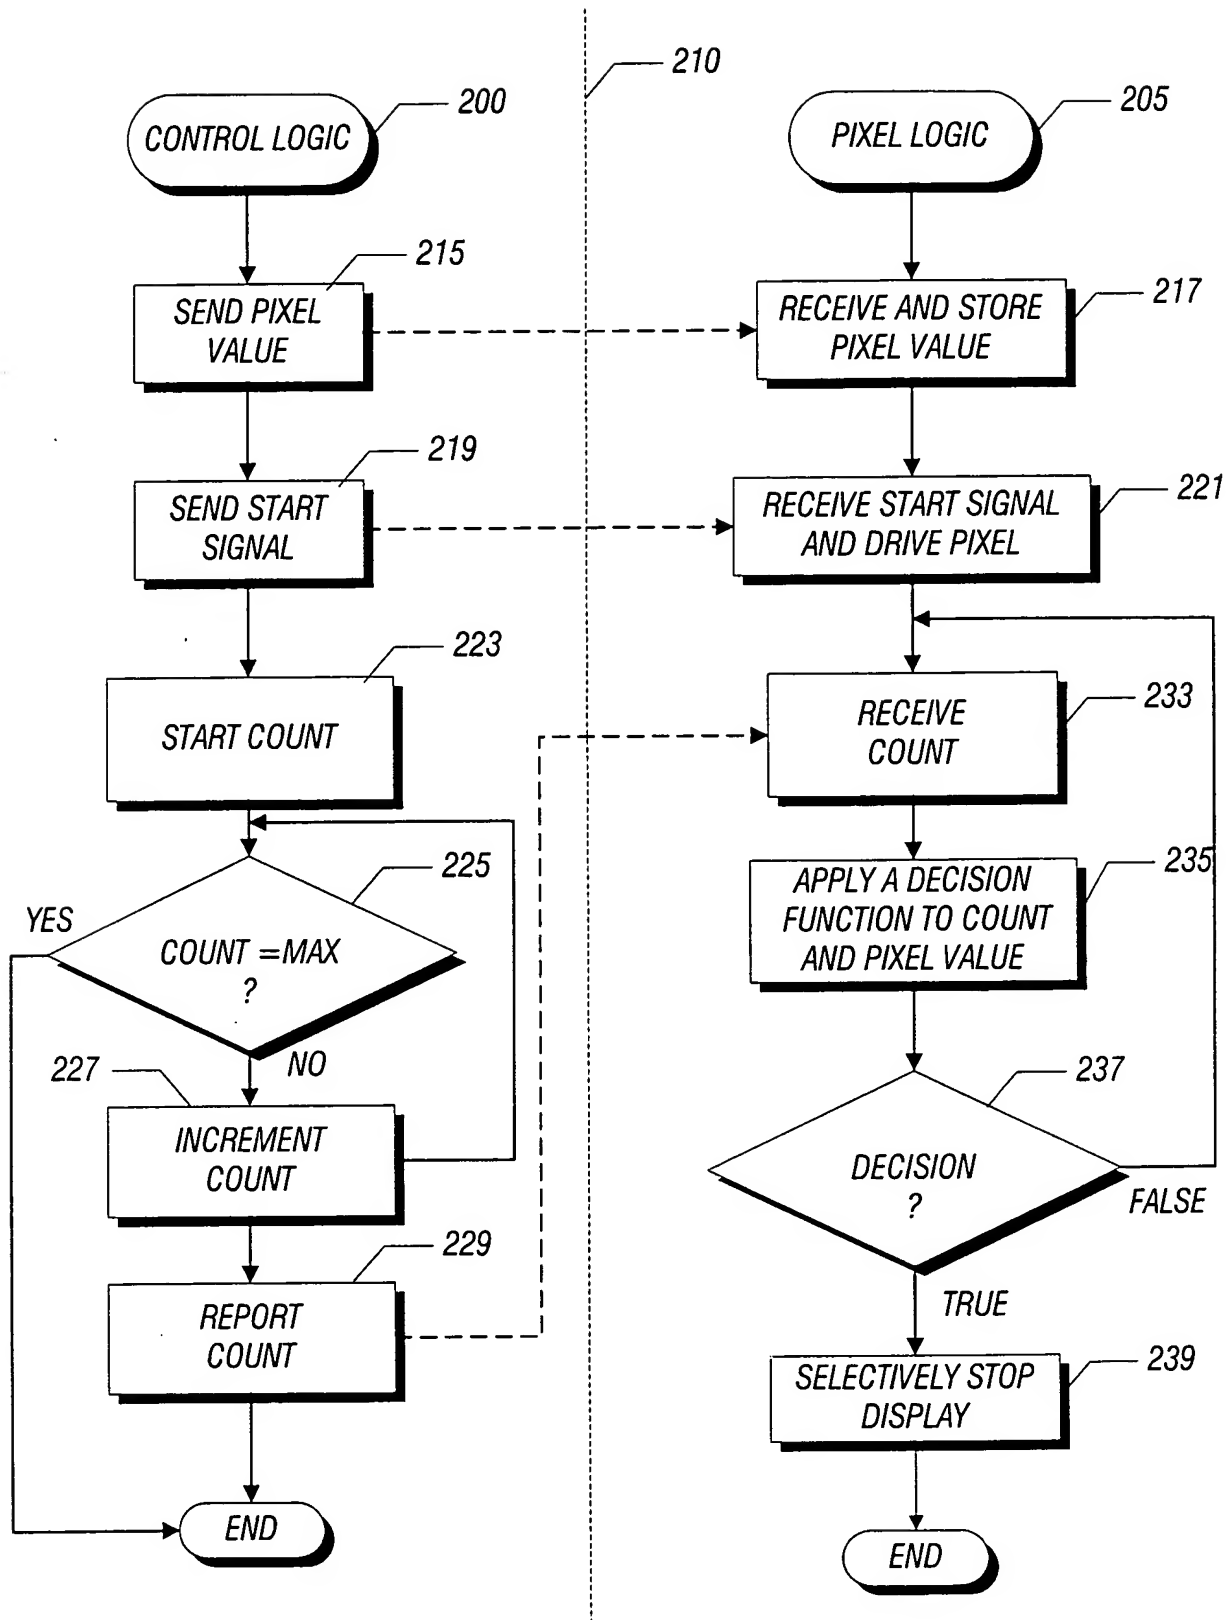 210
200
CONTROL LOGIC
215
SEND PIXEL
VALUE
219
SEND START
SIGNAL
223
START COUNT
225
YES
COUNT =MAX
?
NO
227
INCREMENT
COUNT
229
REPORT
COUNT
END
205
PIXEL LOGIC
217
RECEIVE AND STORE
PIXEL VALUE
221
RECEIVE START SIGNAL
AND DRIVE PIXEL
233
RECEIVE
COUNT
235
APPLY A DECISION
FUNCTION TO COUNT
AND PIXEL VALUE
237
DECISION
?
FALSE
TRUE
239
SELECTIVELY STOP
DISPLAY
END